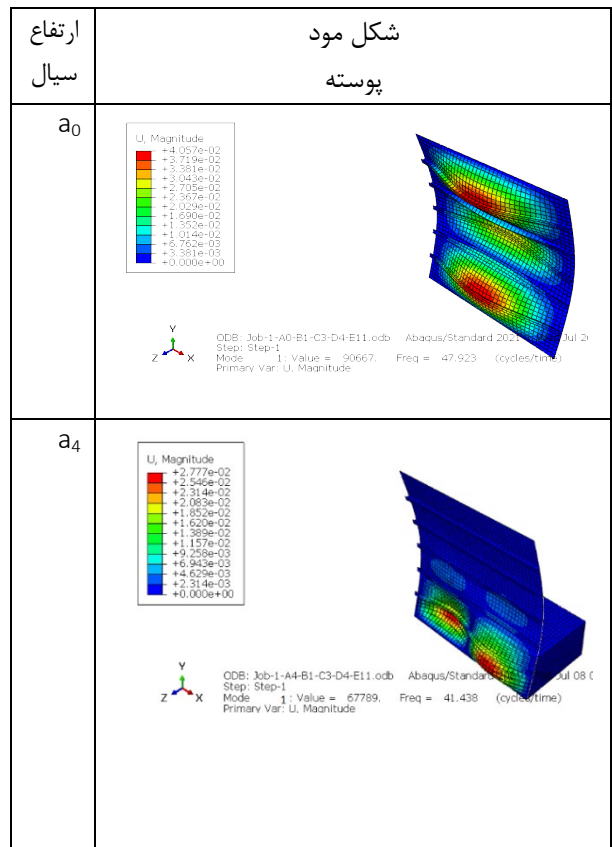 ارتفاع
سیال
شکل مود
پوسته
a0
U, Magnitude
+4.057e-02
+3.719e-02
+3.381e-02
+3.043e-02
+2.705e-02
+2.367e-02
+2.029e-02
+1.690e-02
+1.352e-02
+1.014e-02
+6.762e-03
+3.381e-03
+0.000e+00
Y
Z X
ODB: Job-1-A0-B1-C3-D4-E11.odb Abaqus/Standard 2021 Jul 2
Step: Step-1
Mode 1: Value = 90667. Freq = 47.923 (cycles/time)
Primary Var: U, Magnitude
a4
U, Magnitude
+2.777e-02
+2.546e-02
+2.314e-02
+2.083e-02
+1.852e-02
+1.620e-02
+1.389e-02
+1.157e-02
+9.258e-03
+6.943e-03
+4.629e-03
+2.314e-03
+0.000e+00
Y
Z X
ODB: Job-1-A4-B1-C3-D4-E11.odb Abaqus/Standard Jul 08
Step: Step-1
Mode 1: Value = 67789. Freq = 41.438 (cycles/time)
Primary Var: U, Magnitude